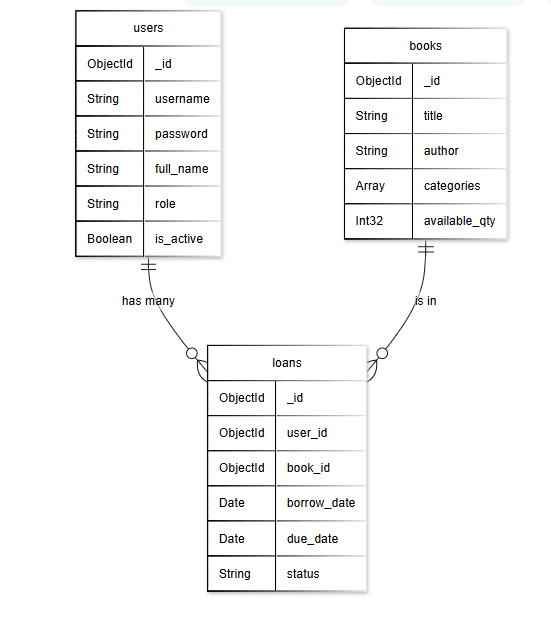 users
ObjectId _id
String username
String password
String full_name
String role
Boolean is_active
books
ObjectId _id
String title
String author
Array categories
Int32 available_qty
has many
is in
loans
ObjectId _id
ObjectId user_id
ObjectId book_id
Date borrow_date
Date due_date
String status